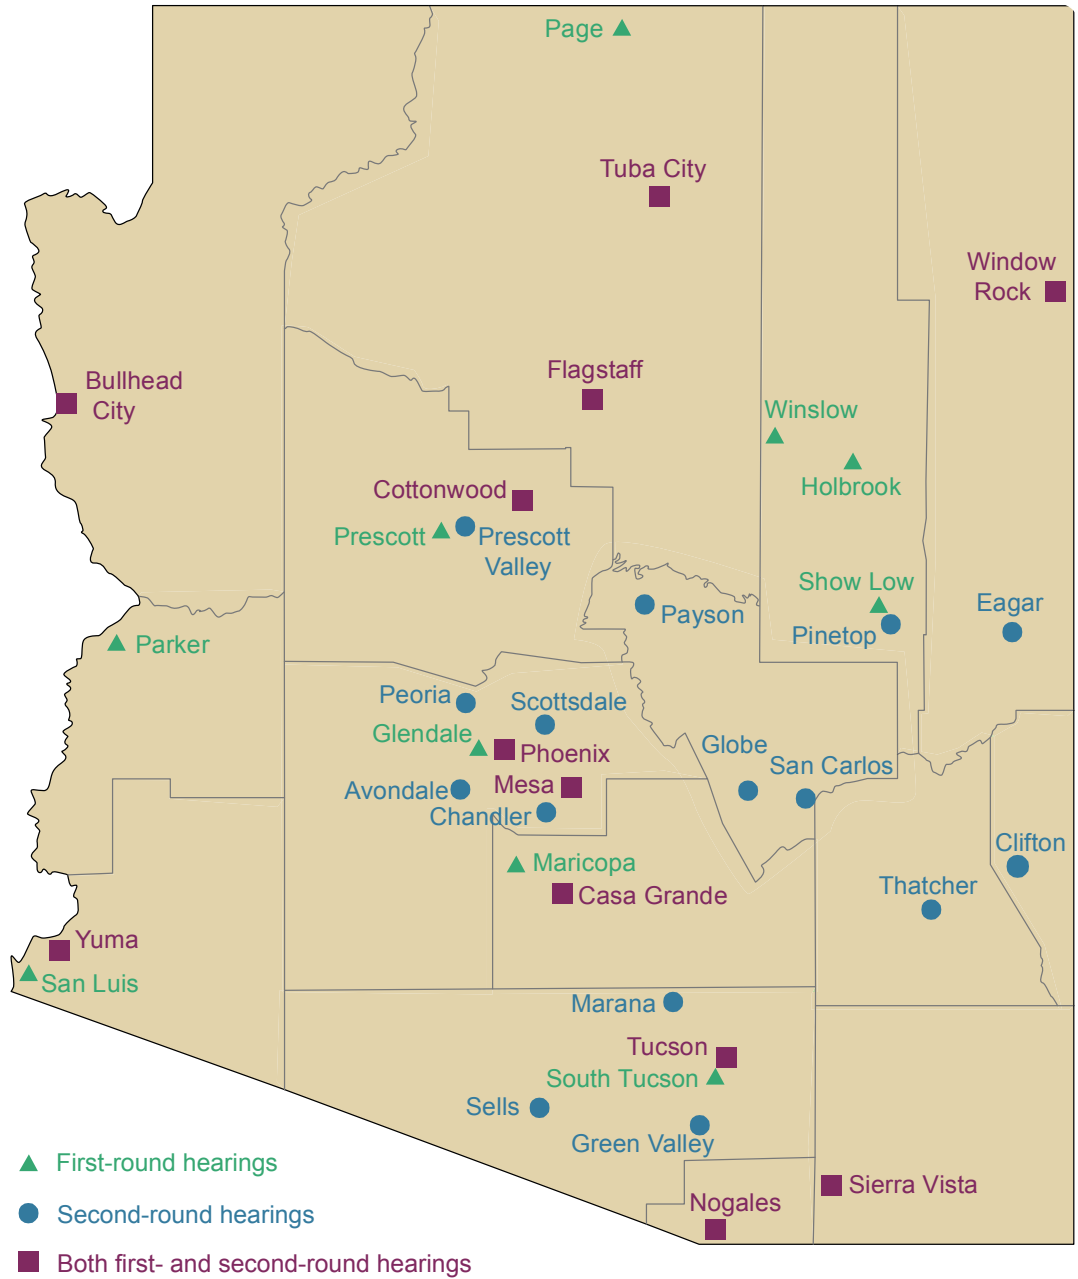 Page
Tuba City
Window
Rock
Flagstaff
Bullhead
City
Winslow
Holbrook
Cottonwood
Prescott
Prescott
Valley
Show Low
Payson
Pinetop
Eagar
Parker
Peoria
Scottsdale
Glendale
Phoenix
Globe
San Carlos
Avondale
Mesa
Chandler
Clifton
Maricopa
Thatcher
Casa Grande
Yuma
San Luis
Marana
Tucson
South Tucson
Sells
Green Valley
Sierra Vista
Nogales
First-round hearings
Second-round hearings
Both first- and second-round hearings